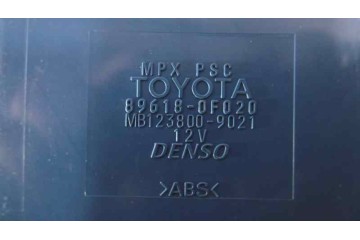 MPX PSC
TOYOTA
89618-0F020
MB123800-9021
12V
DENSO
>ABS<